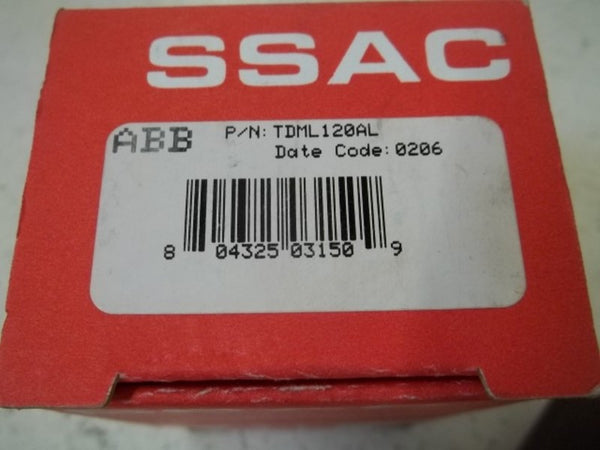 SSAC
ABB P/N: TDML120AL
Date Code: 0206
8 04325 03150 9